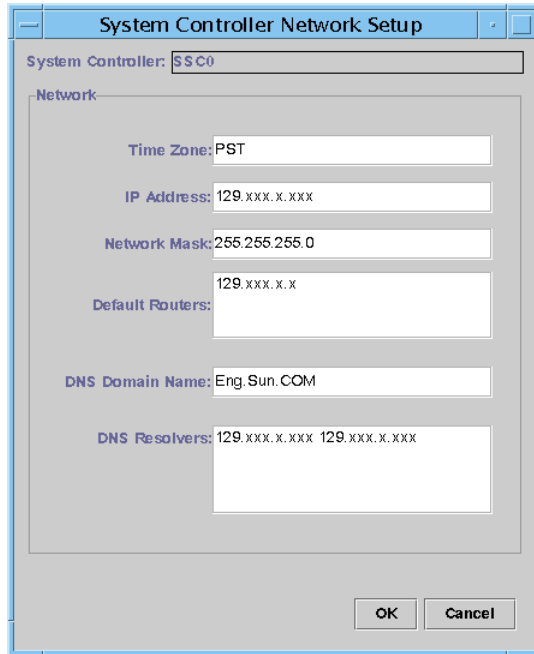 System Controller Network Setup
System Controller: SSC0
Network
Time Zone: PST
IP Address: 129.xxx.x.xxx
Network Mask: 255.255.255.0
Default Routers: 129.xxx.x.x
DNS Domain Name: Eng.Sun.COM
DNS Resolvers: 129.xxx.x.xxx 129.xxx.x.xxx
OK Cancel